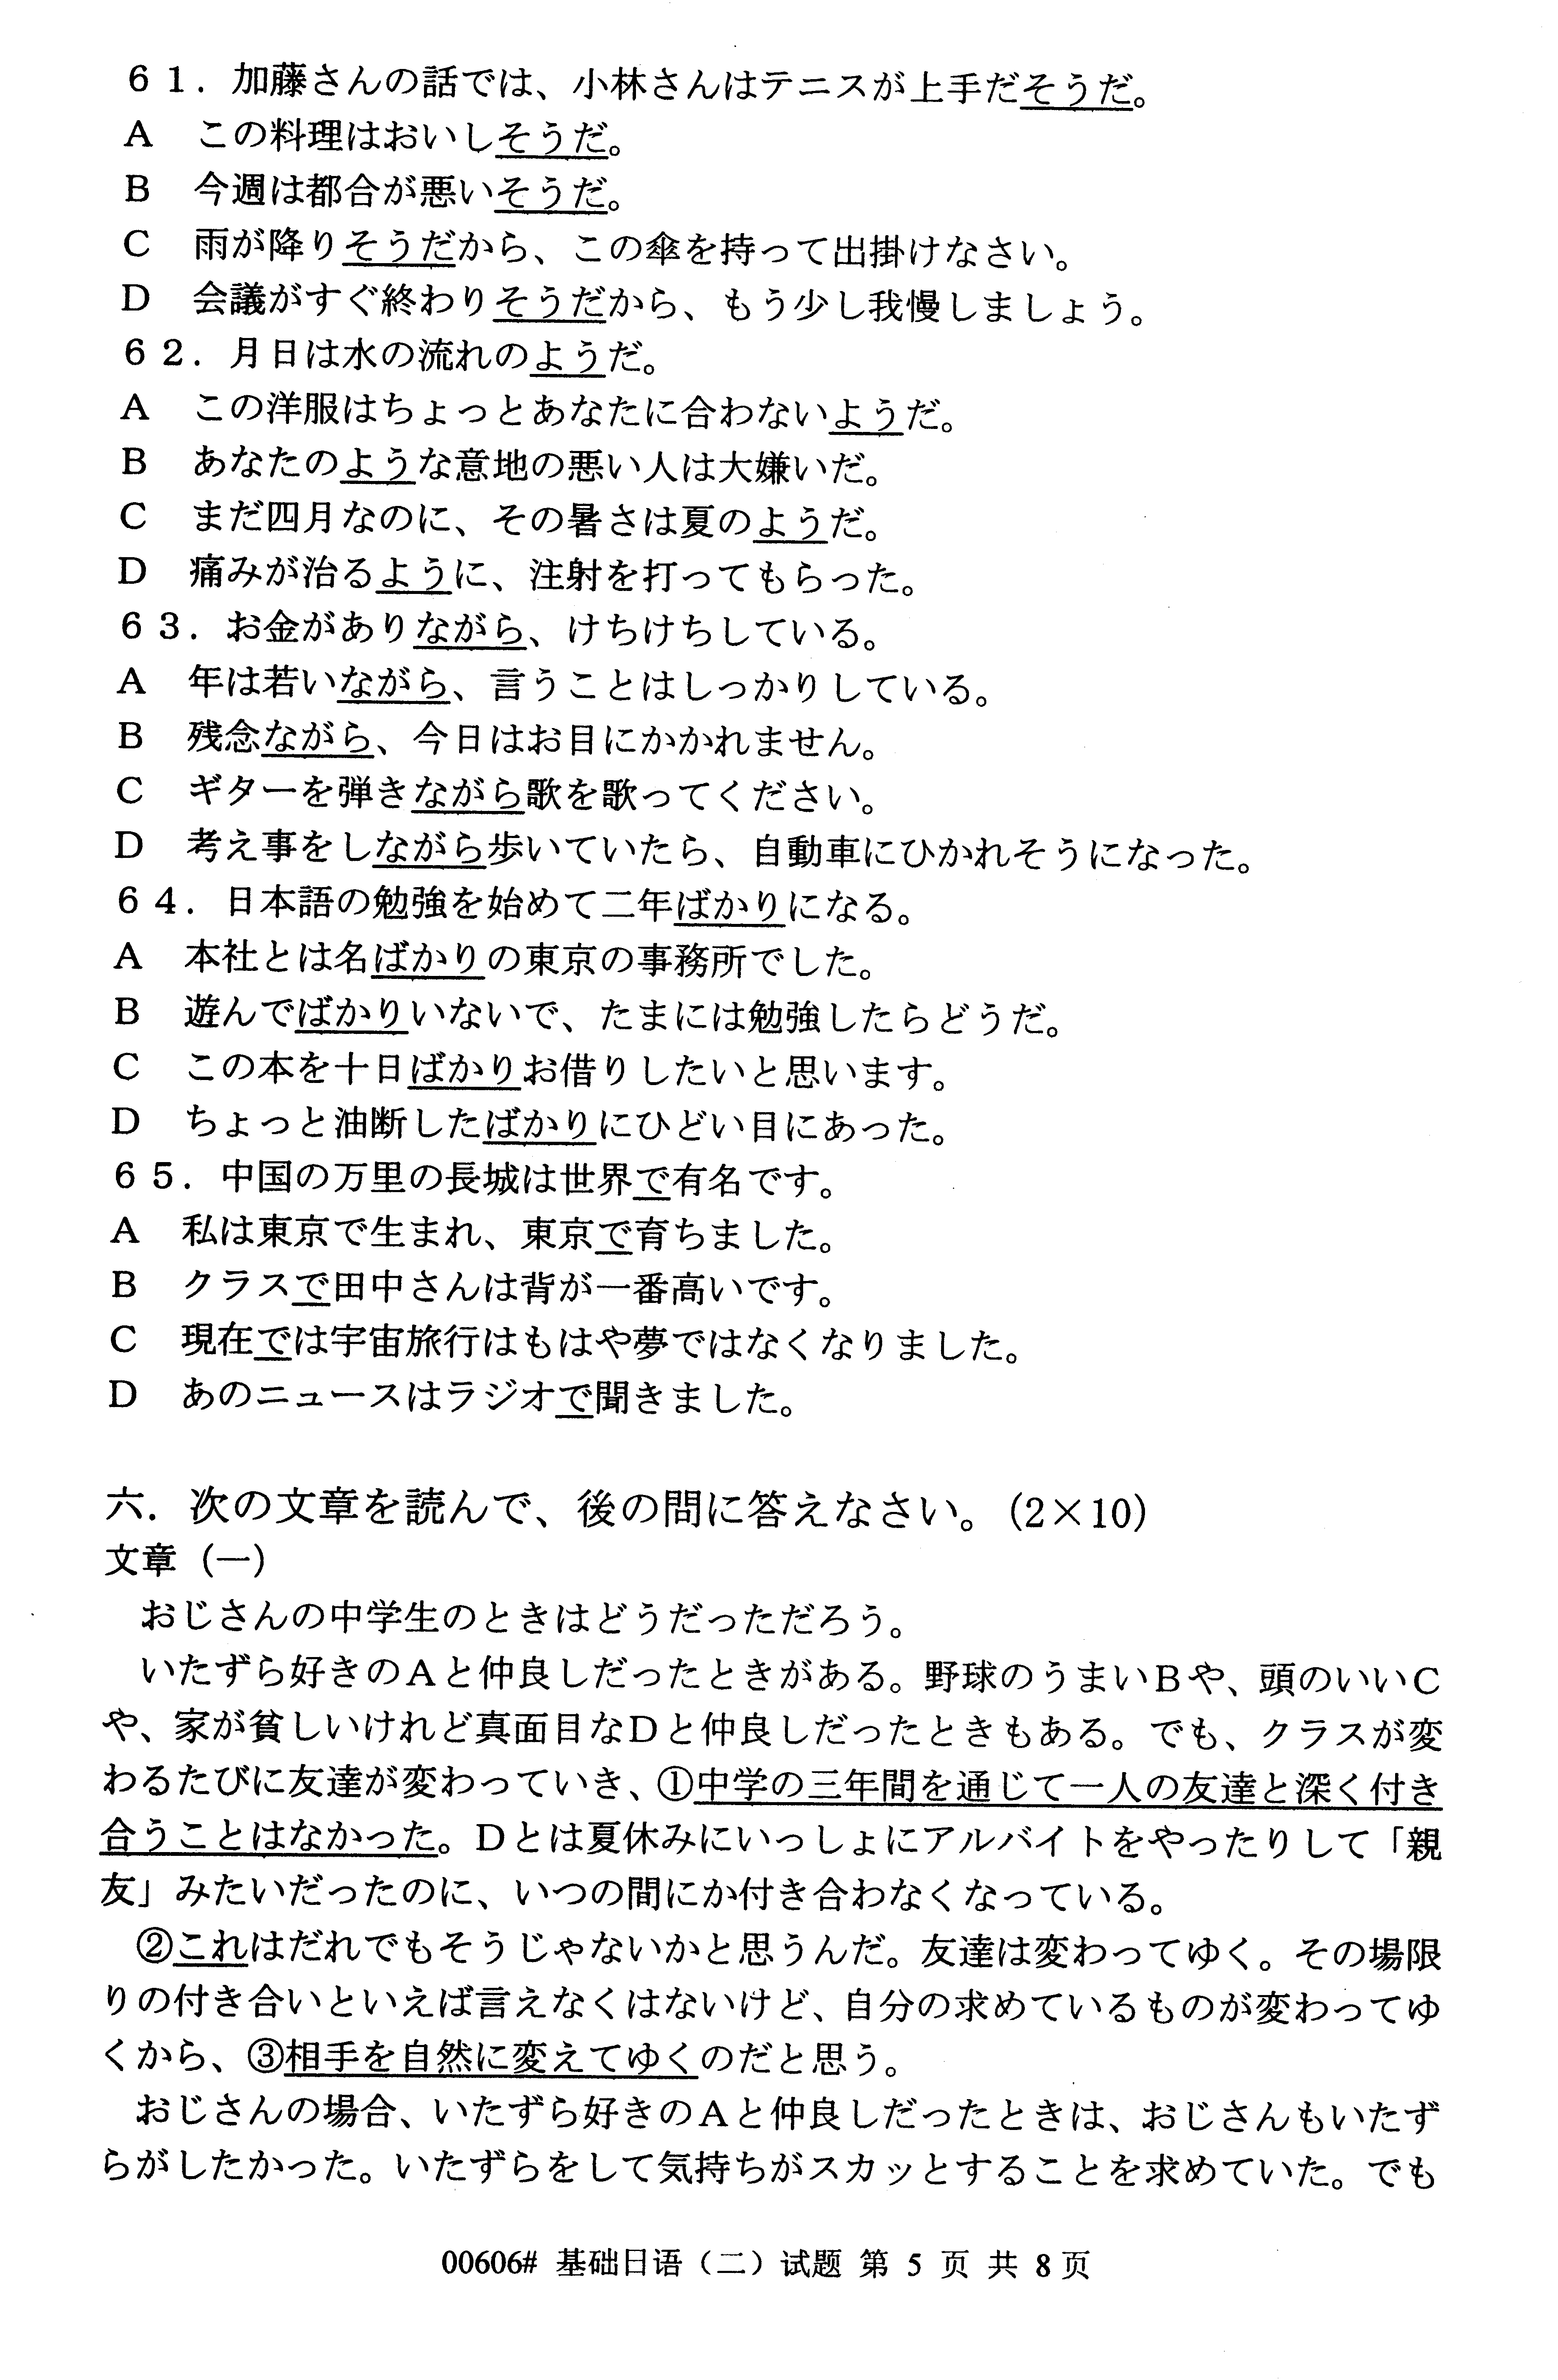 ６１．加藤さんの話では、小林さんはテニスが上手だそうだ。
A　この料理はおいしそうだ。
B　今週は都合が悪いそうだ。
C　雨が降りそうだから、この傘を持って出掛けなさい。
D　会議がすぐ終わりそうだから、もう少し我慢しましょう。
６２．月日は水の流れのようだ。
A　この洋服はちょっとあなたに合わないようだ。
B　あなたのような意地の悪い人は大嫌いだ。
C　まだ四月なのに、その暑さは夏のようだ。
D　痛みが治るように、注射を打ってもらった。
６３．お金がありながら、けちけちしている。
A　年は若いながら、言うことはしっかりしている。
B　残念ながら、今日はお目にかかれません。
C　ギターを弾きながら歌を歌ってください。
D　考え事をしながら歩いていたら、自動車にひかれそうになった。
６４．日本語の勉強を始めて二年ばかりになる。
A　本社とは名ばかりの東京の事務所でした。
B　遊んでばかりいないで、たまには勉強したらどうだ。
C　この本を十日ばかりお借りしたいと思います。
D　ちょっと油断したばかりにひどい目にあった。
６５．中国の万里の長城は世界で有名です。
A　私は東京で生まれ、東京で育ちました。
B　クラスで田中さんは背が一番高いです。
C　現在では宇宙旅行はもはや夢ではなくなりました。
D　あのニュースはラジオで聞きました。
六．次の文章を読んで、後の問に答えなさい。(2×10)
文章（一）
おじさんの中学生のときはどうだっただろう。
いたずら好きのＡと仲良しだったときがある。野球のうまいＢや、頭のいいＣ
や、家が貧しいけれど真面目なＤと仲良しだったときもある。でも、クラスが変
わるたびに友達が変わっていき、①中学の三年間を通じて一人の友達と深く付き
合うことはなかった。Ｄとは夏休みにいっしょにアルバイトをやったりして「親
友」みたいだったのに、いつの間にか付き合わなくなっている。
②これはだれでもそうじゃないかと思うんだ。友達は変わってゆく。その場限
りの付き合いといえば言えなくはないけど、自分の求めているものが変わってゆ
くから、③相手を自然に変えてゆくのだと思う。
おじさんの場合、いたずら好きのＡと仲良しだったときは、おじさんもいたず
らがしたかった。いたずらをして気持ちがスカッとすることを求めていた。でも
00606# 基础日语（二）试题 第 5 页 共 8 页